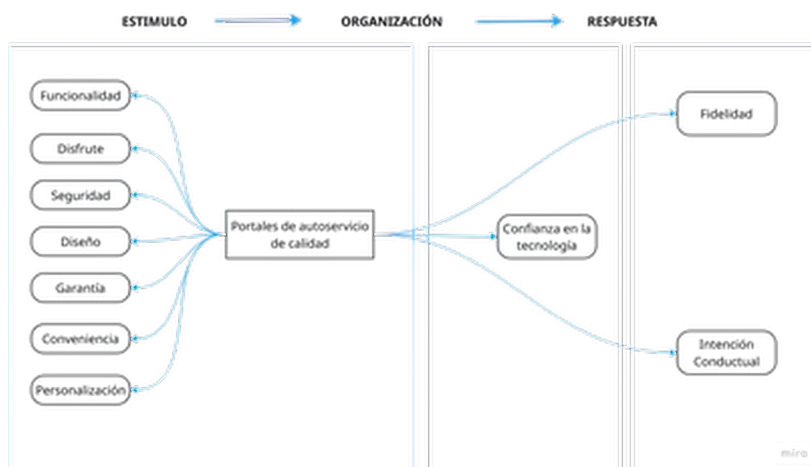 ESTIMULO
ORGANIZACIÓN
RESPUESTA
Funcionalidad
Disfrute
Seguridad
Diseño
Garantía
Conveniencia
Personalización
Portales de autoservicio
de calidad
Confianza en la
tecnología
Fidelidad
Intención
Conductual
miro